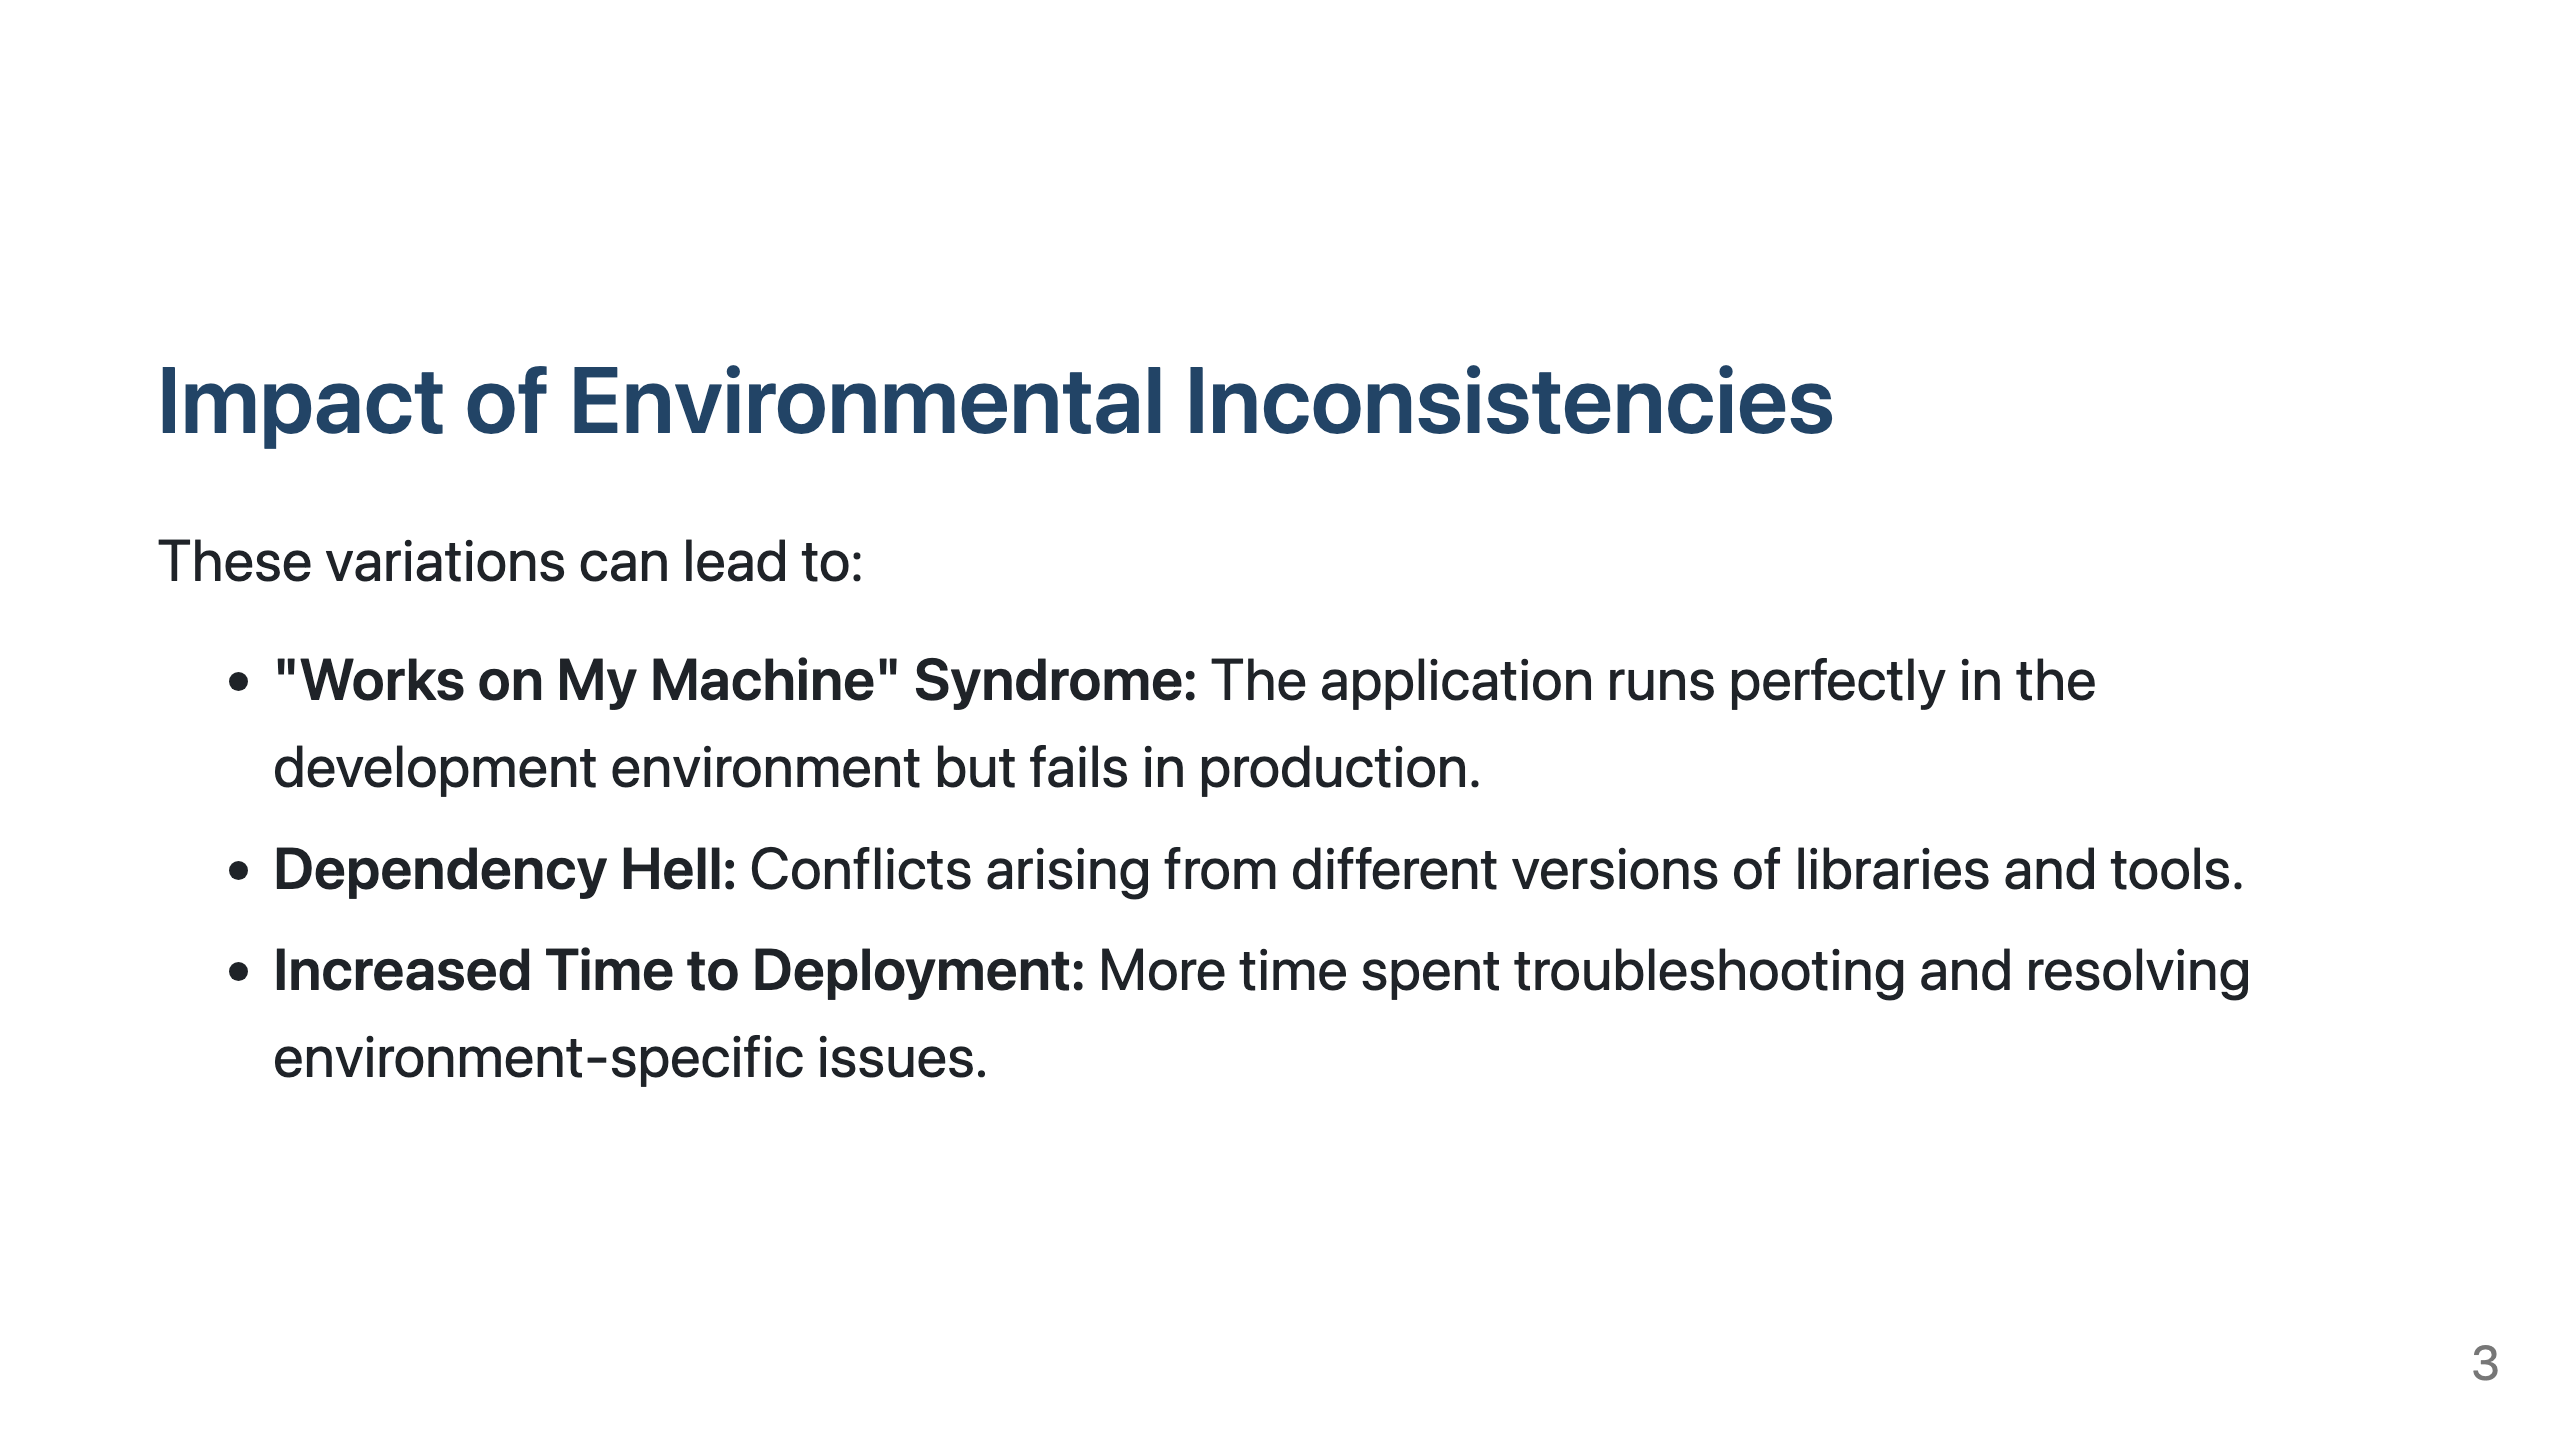 Impact of Environmental Inconsistencies
These variations can lead to:
• "Works on My Machine" Syndrome: The application runs perfectly in the
development environment but fails in production.
• Dependency Hell: Conflicts arising from different versions of libraries and tools.
• Increased Time to Deployment: More time spent troubleshooting and resolving
environment-specific issues.
3